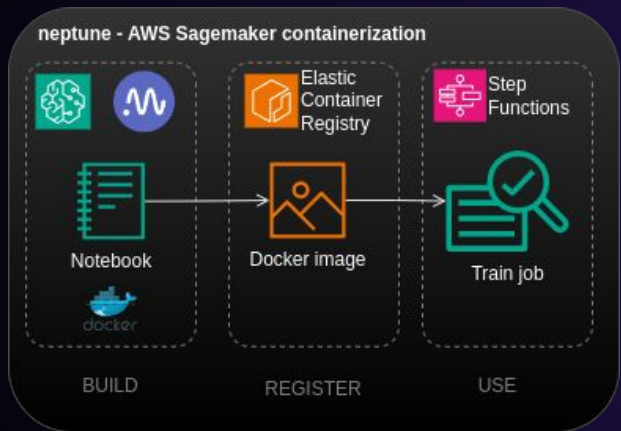 neptune - AWS Sagemaker containerization
Elastic
Container
Registry
Step
Functions
Notebook
Docker image
Train job
docker
BUILD
REGISTER
USE